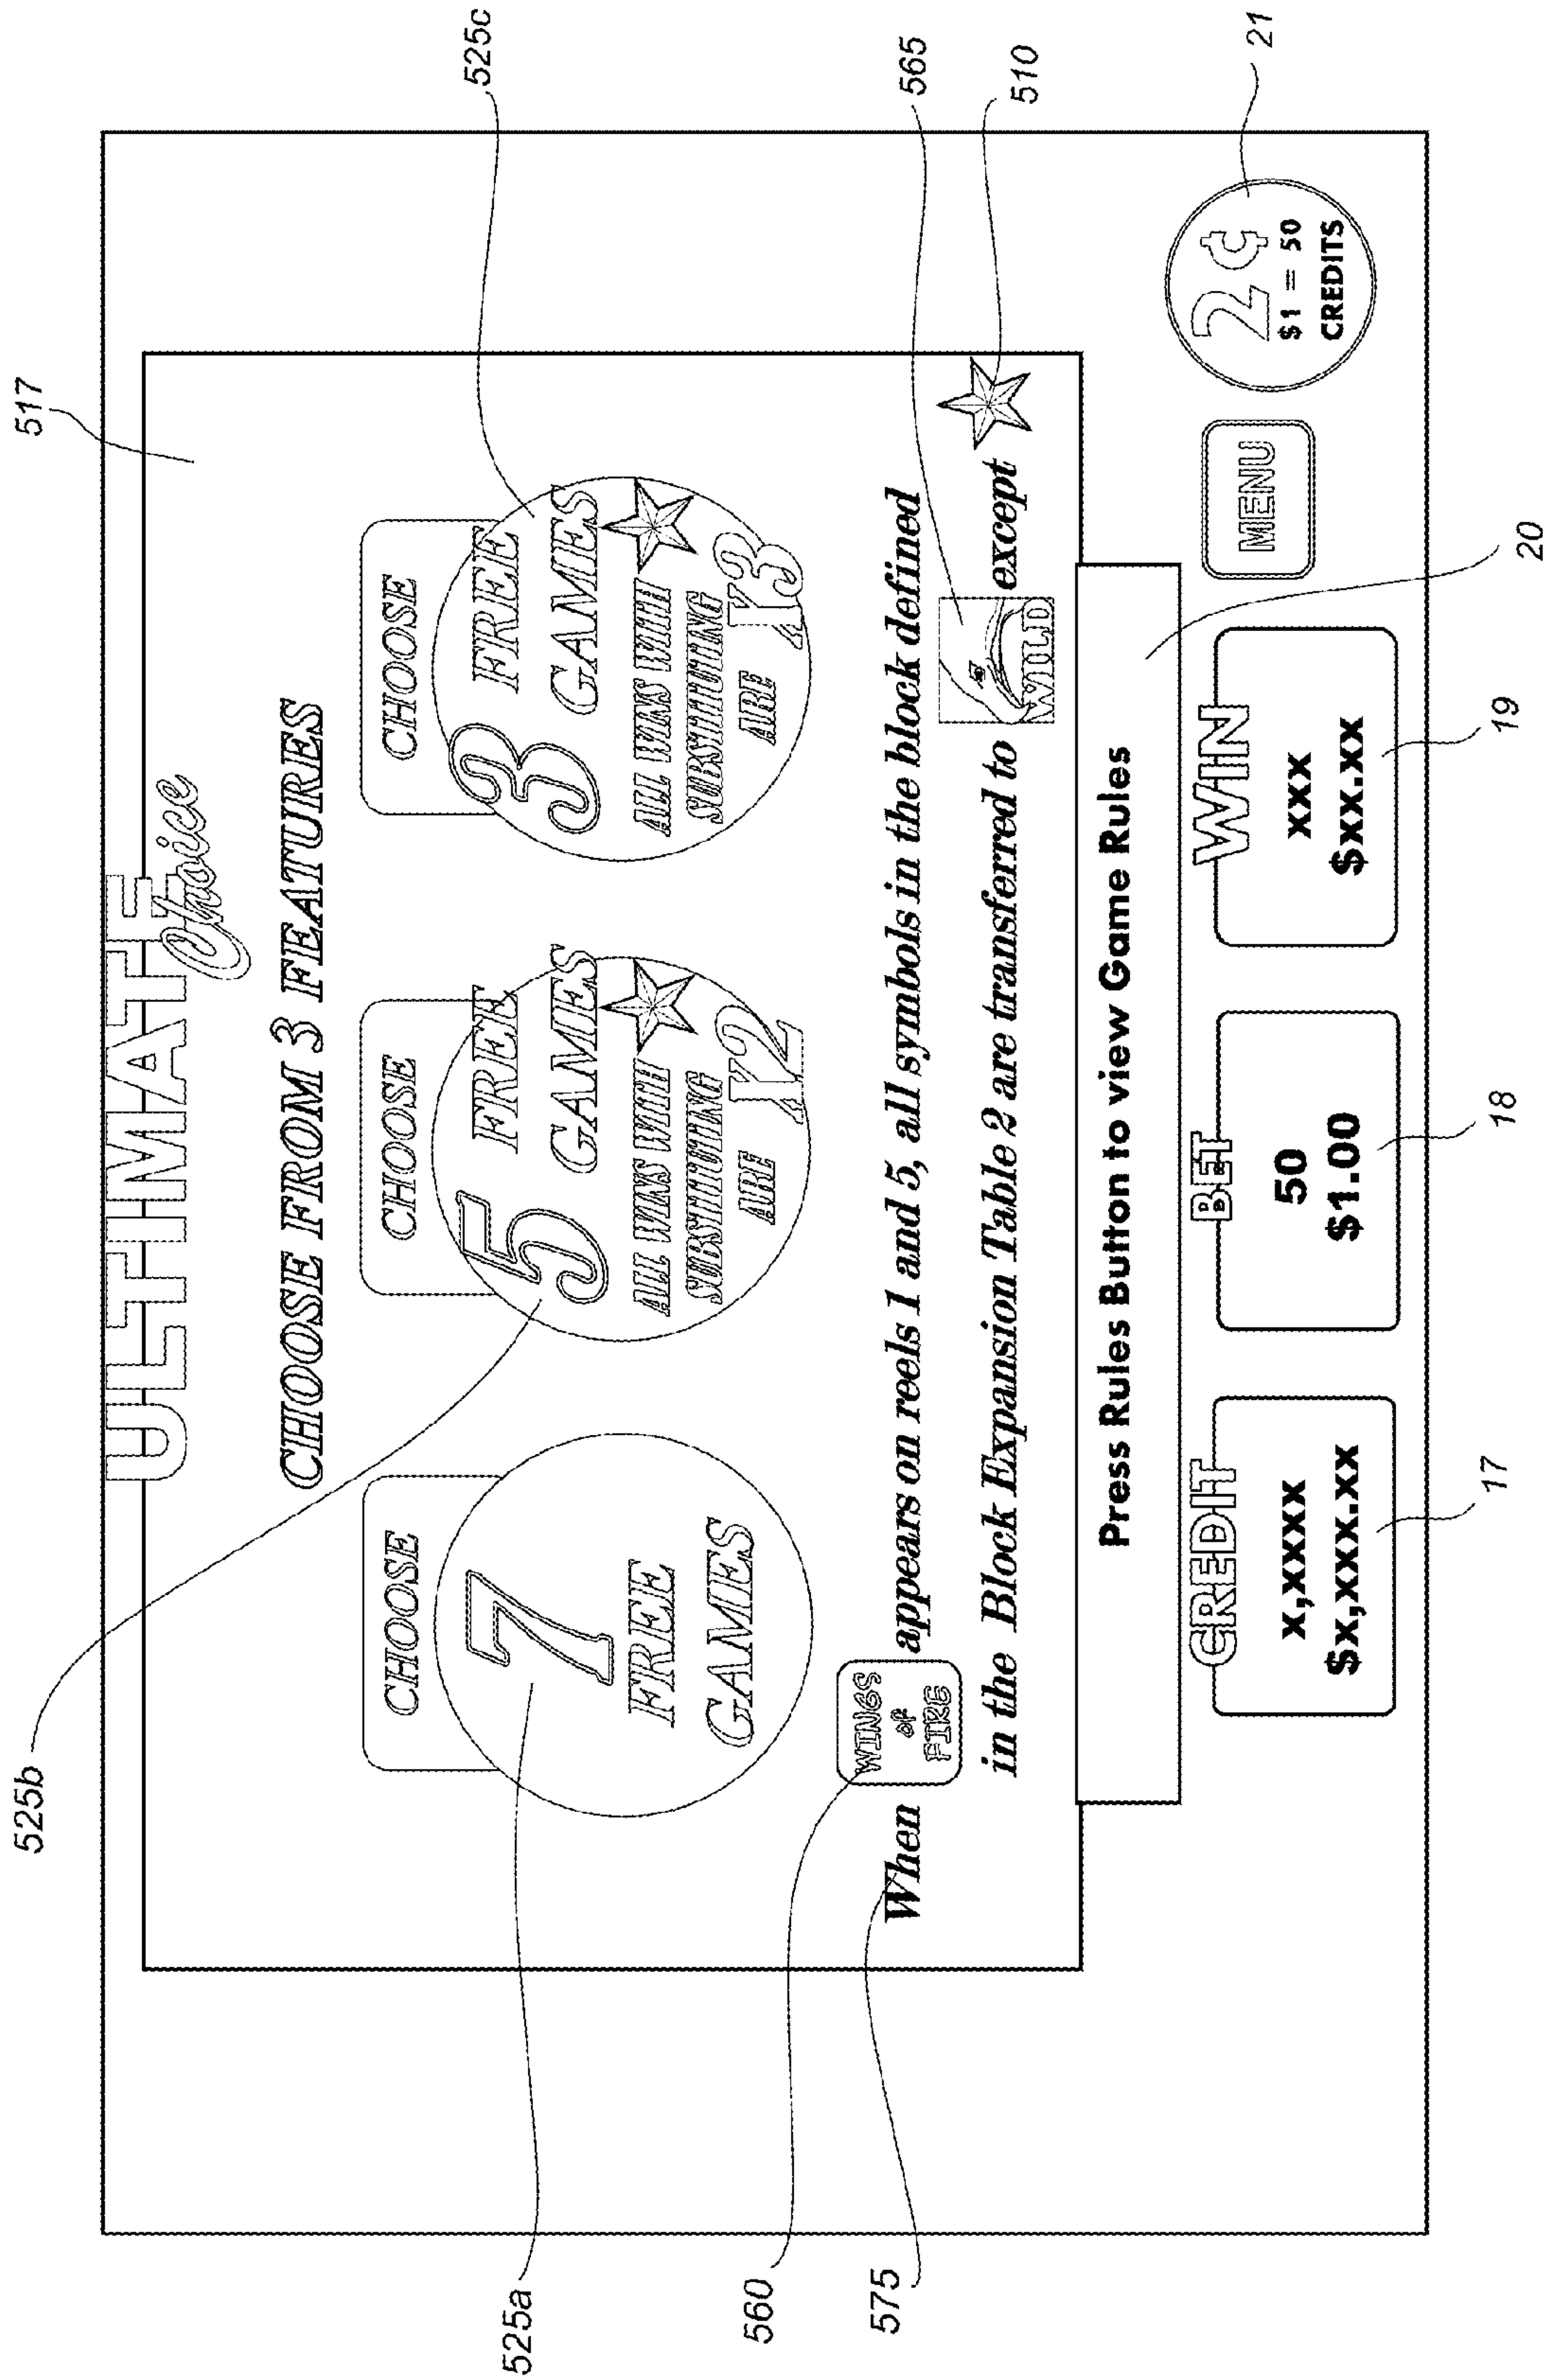 517
525c
525b
ULTIMATE
Choice
CHOOSE FROM 3 FEATURES
CHOOSE
7
FREE
GAMES
CHOOSE
5 FREE
GAMES
ALL WINS WITH
SUBSTITUTING
ARE X2
CHOOSE
3 FREE
GAMES
ALL WINS WITH
SUBSTITUTING
ARE X3
525a
560
575
565
510
21
When WINGS of FIRE appears on reels 1 and 5, all symbols in the block defined
in the Block Expansion Table 2 are transferred to WILD except
Press Rules Button to view Game Rules
CREDIT
x,xxxx
$x,xxx.xx
BET
50
$1.00
WIN
xxx
$xx.xx
MENU
2¢
$1 = 50
CREDITS
17
18
19
20